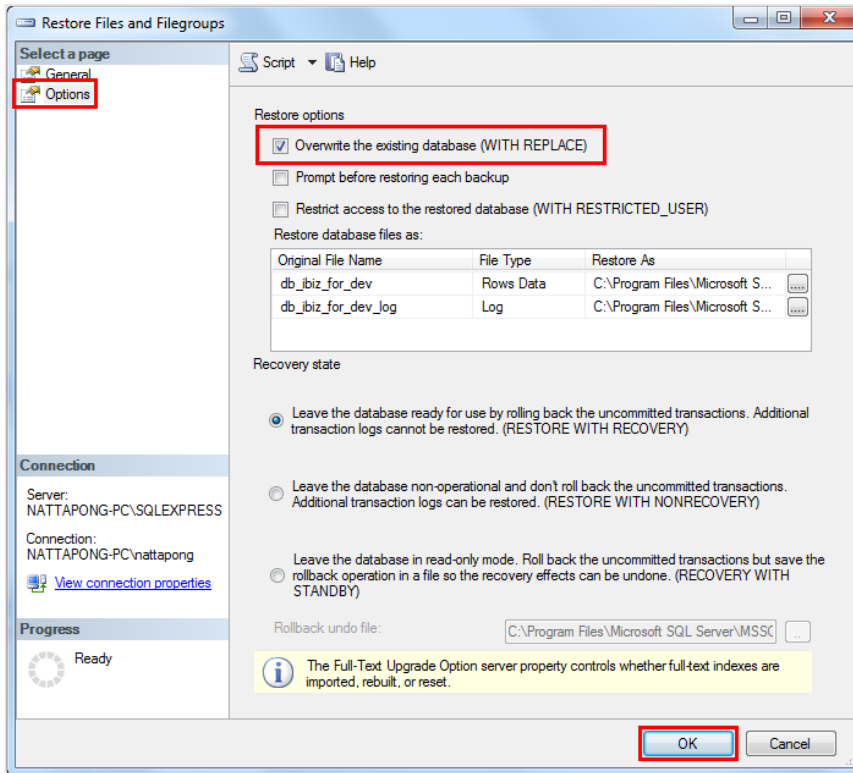 Restore Files and Filegroups
Select a page
General
Options
Script
Help
Restore options
Overwrite the existing database (WITH REPLACE)
Prompt before restoring each backup
Restrict access to the restored database (WITH RESTRICTED_USER)
Restore database files as:
Original File Name File Type Restore As
db_ibiz_for_dev Rows Data C:\Program Files\Microsoft S... ....
db_ibiz_for_dev_log Log C:\Program Files\Microsoft S... ....
Recovery state
Leave the database ready for use by rolling back the uncommitted transactions. Additional
transaction logs cannot be restored. (RESTORE WITH RECOVERY)
Leave the database non-operational and don't roll back the uncommitted transactions.
Additional transaction logs can be restored. (RESTORE WITH NONRECOVERY)
Leave the database in read-only mode. Roll back the uncommitted transactions but save the
rollback operation in a file so the recovery effects can be undone. (RECOVERY WITH
STANDBY)
Rollback undo file: C:\Program Files\Microsoft SQL Server\MSSQ ..
The Full-Text Upgrade Option server property controls whether full-text indexes are
imported, rebuilt, or reset.
Connection
Server:
NATTAPONG-PC\SQLEXPRESS
Connection:
NATTAPONG-PC\nattapong
View connection properties
Progress
Ready
OK
Cancel